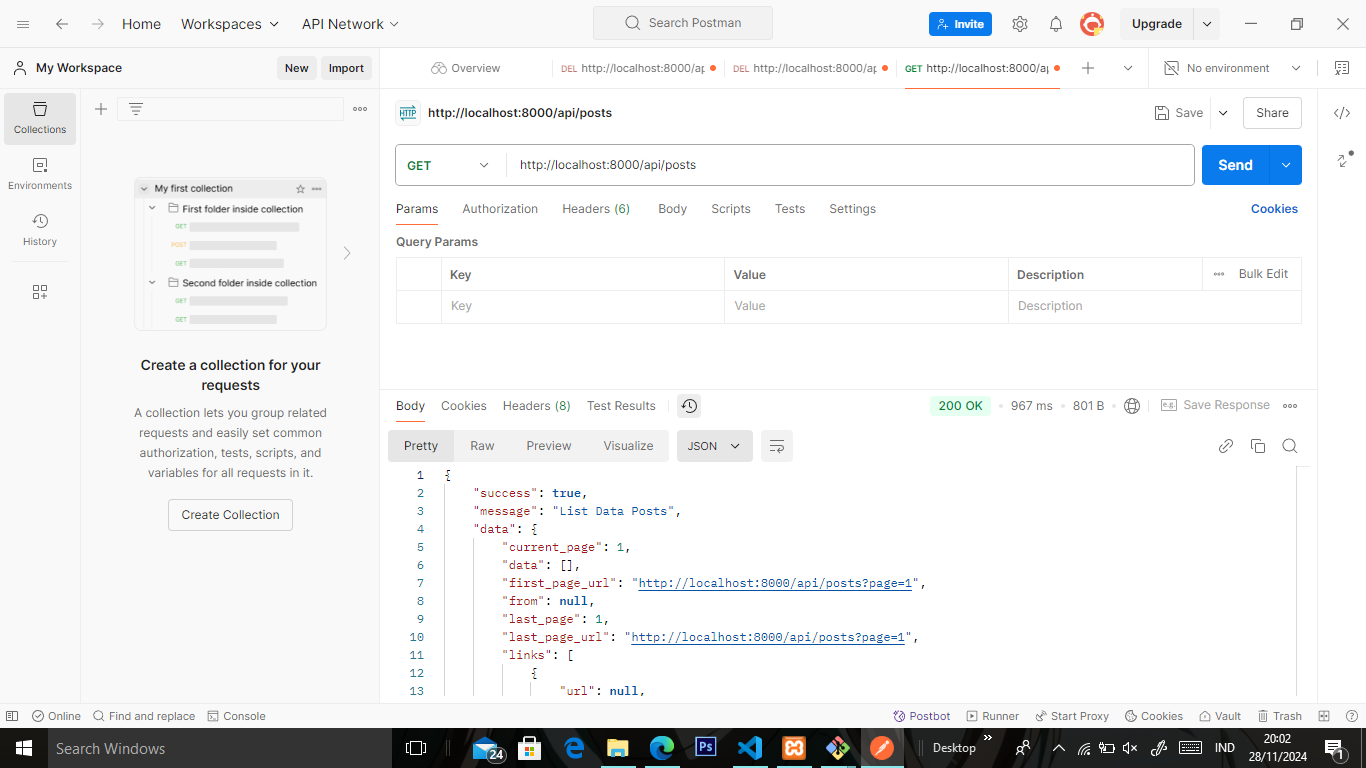 Home
Workspaces
API Network
Search Postman
Invite
Upgrade
My Workspace
New
Import
Overview
DEL http://localhost:8000/ap
DEL http://localhost:8000/ap
GET http://localhost:8000/ap
No environment
Collections
Environments
History
My first collection
First folder inside collection
GET
POST
GET
Second folder inside collection
GET
GET
Create a collection for your
requests
A collection lets you group related
requests and easily set common
authorization, tests, scripts, and
variables for all requests in it.
Create Collection
HTTP http://localhost:8000/api/posts
Save
Share
GET
http://localhost:8000/api/posts
Send
Params
Authorization
Headers (6)
Body
Scripts
Tests
Settings
Cookies
Query Params
Key
Value
Description
Bulk Edit
Key
Value
Description
Body
Cookies
Headers (8)
Test Results
200 OK
967 ms
801 B
e.g. Save Response
Pretty
Raw
Preview
Visualize
JSON
1 {
2 "success": true,
3 "message": "List Data Posts",
4 "data": {
5 "current_page": 1,
6 "data": [],
7 "first_page_url": "http://localhost:8000/api/posts?page=1",
8 "from": null,
9 "last_page": 1,
10 "last_page_url": "http://localhost:8000/api/posts?page=1",
11 "links": [
12 {
13 "url": null,
Online
Find and replace
Console
Postbot
Runner
Start Proxy
Cookies
Vault
Trash
Search Windows
24
Ps
Desktop
IND
20:02
28/11/2024
1